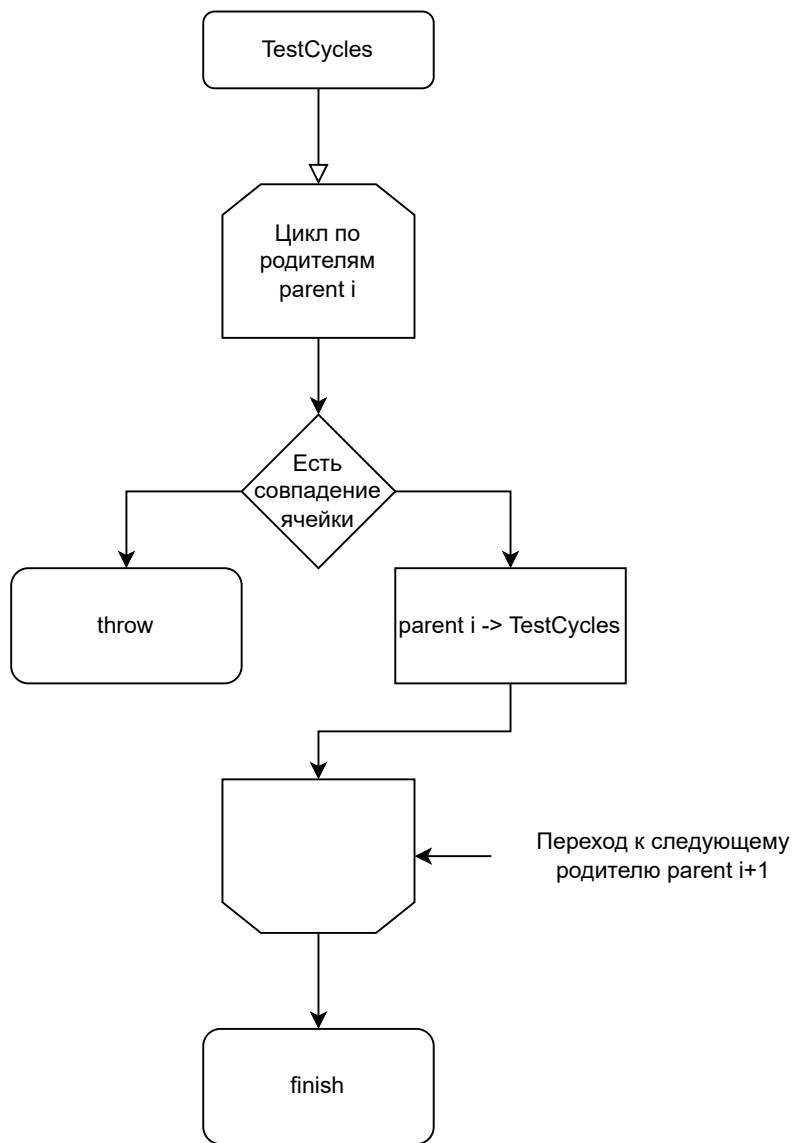 TestCycles
Цикл по
родителям
parent i
Есть
совпадение
ячейки
throw
parent i -> TestCycles
Переход к следующему
родителю parent i+1
finish